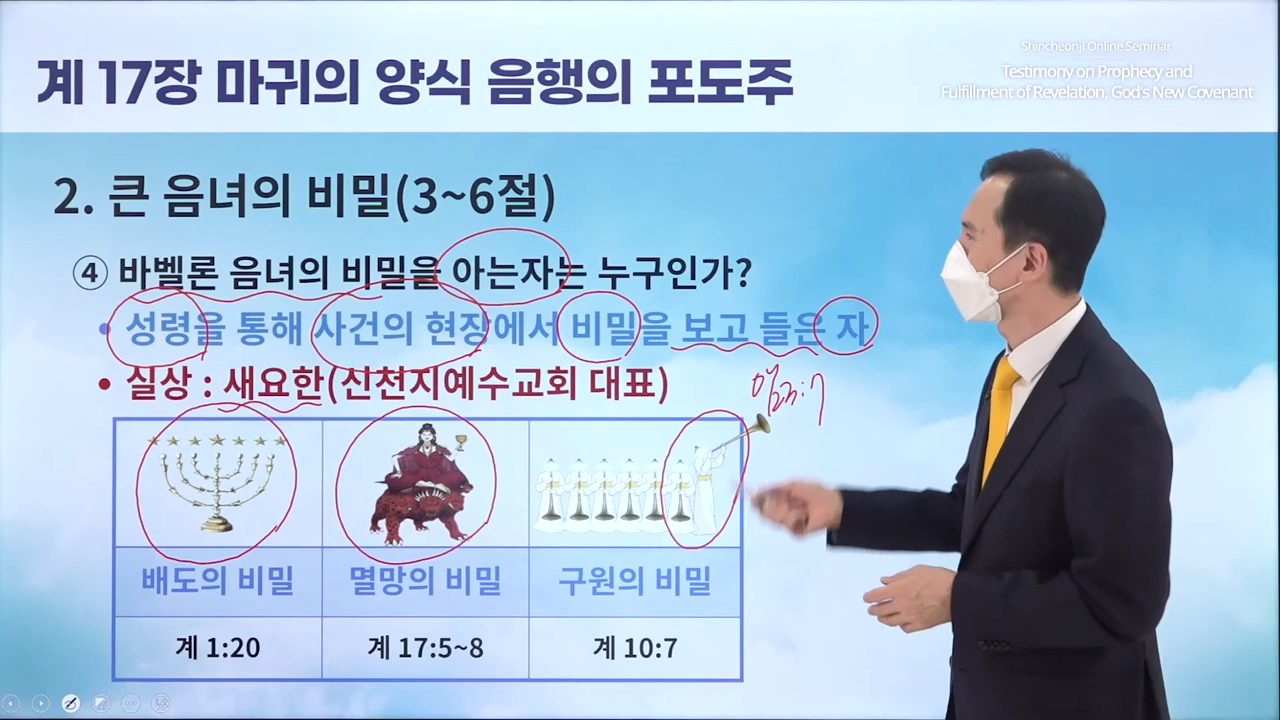 Shincheonji Online Seminar
Testimony on Prophecy and
Fulfillment of Revelation, God's New Covenant
계 17장 마귀의 양식 음행의 포도주
2. 큰 음녀의 비밀(3~6절)
④ 바벨론 음녀의 비밀을 아는자는 누구인가?
• 성령을 통해 사건의 현장에서 비밀을 보고 들은 자
• 실상 : 새요한(신천지예수교회 대표)
배도의 비밀 멸망의 비밀 구원의 비밀
계 1:20 계 17:5~8 계 10:7